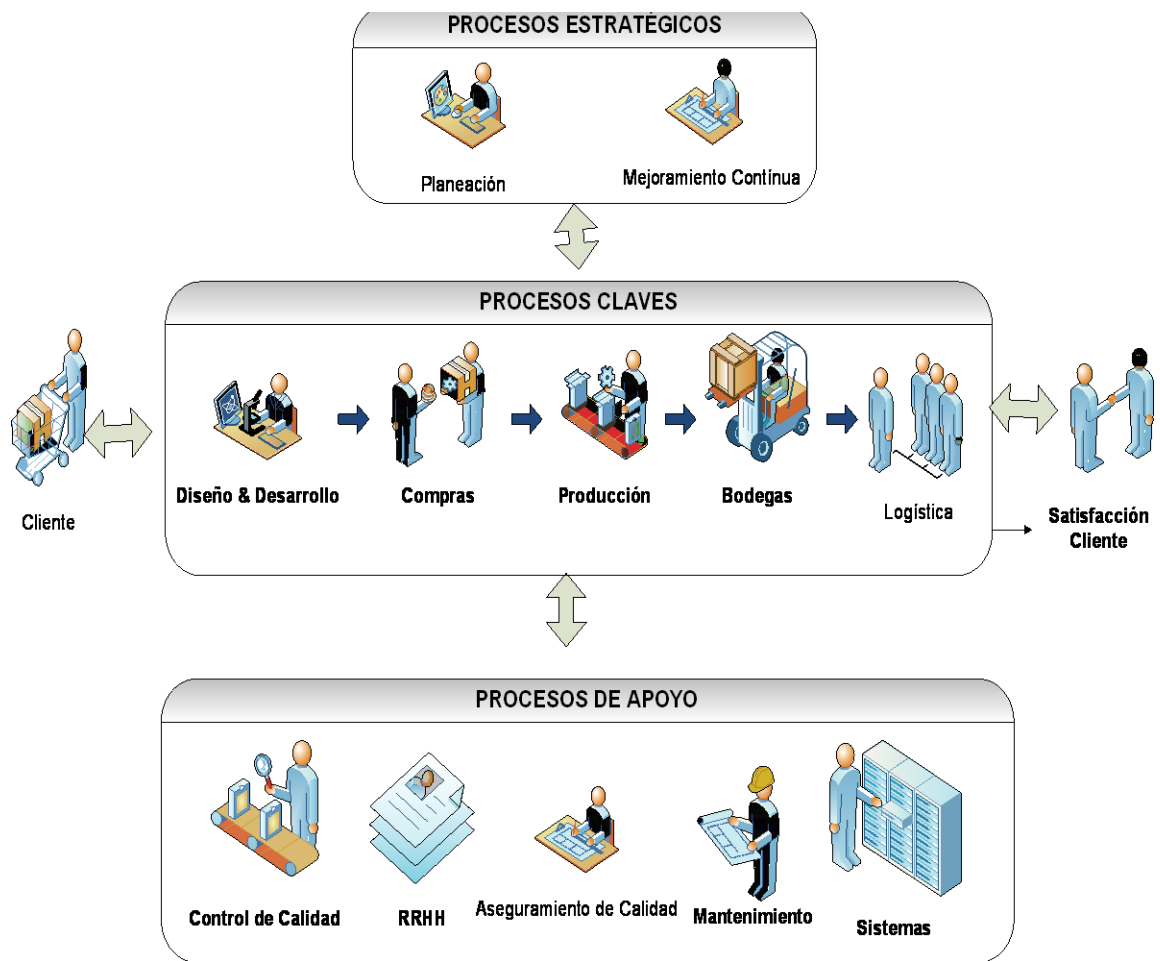 PROCESOS ESTRATÉGICOS
Planeación
Mejoramiento Contínua
PROCESOS CLAVES
Cliente
Diseño & Desarrollo
Compras
Producción
Bodegas
Logística
Satisfacción
Cliente
PROCESOS DE APOYO
Control de Calidad
RRHH
Aseguramiento de Calidad
Mantenimiento
Sistemas